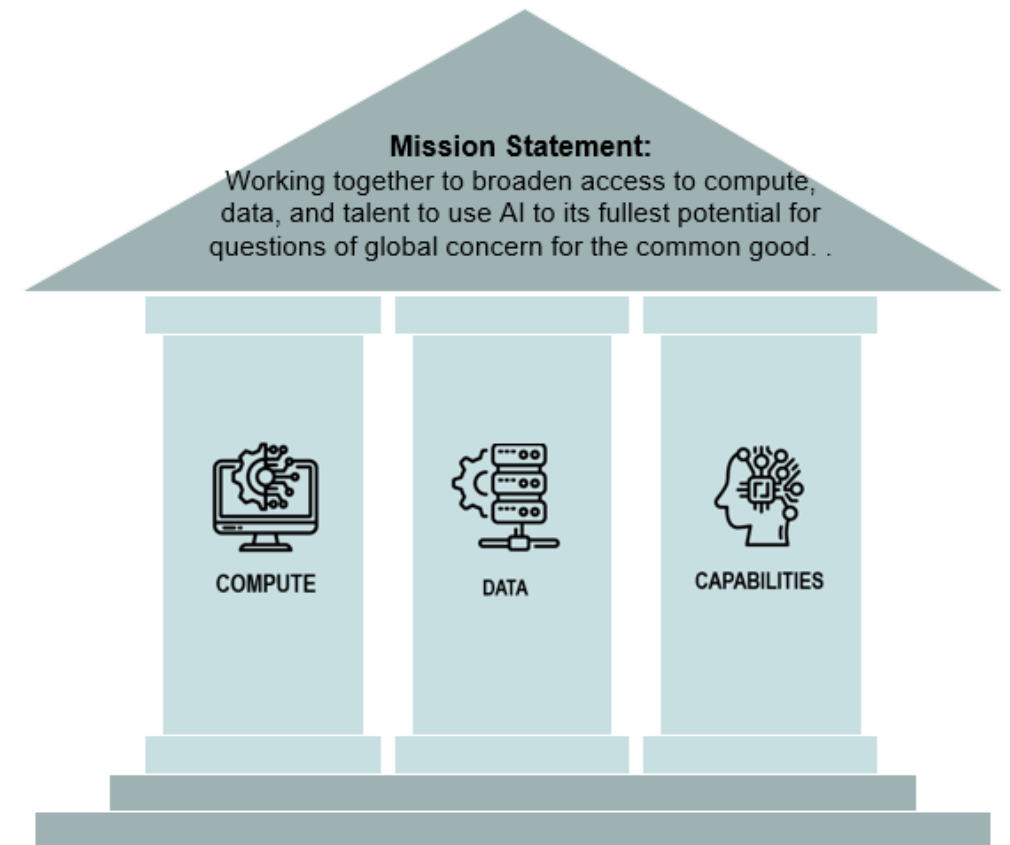 Mission Statement:
Working together to broaden access to compute,
data, and talent to use AI to its fullest potential for
questions of global concern for the common good. .
COMPUTE
DATA
CAPABILITIES